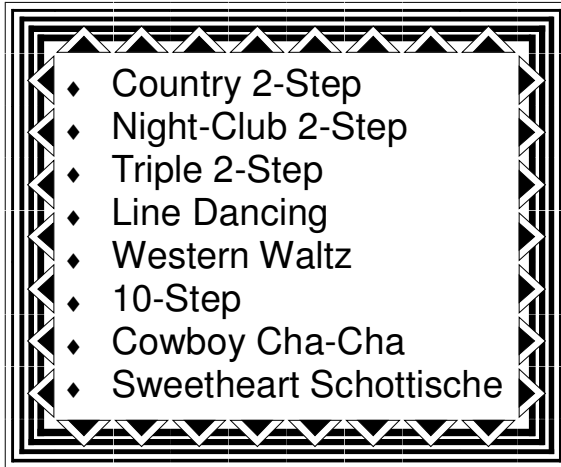 ♦ Country 2-Step
♦ Night-Club 2-Step
♦ Triple 2-Step
♦ Line Dancing
♦ Western Waltz
♦ 10-Step
♦ Cowboy Cha-Cha
♦ Sweetheart Schottische